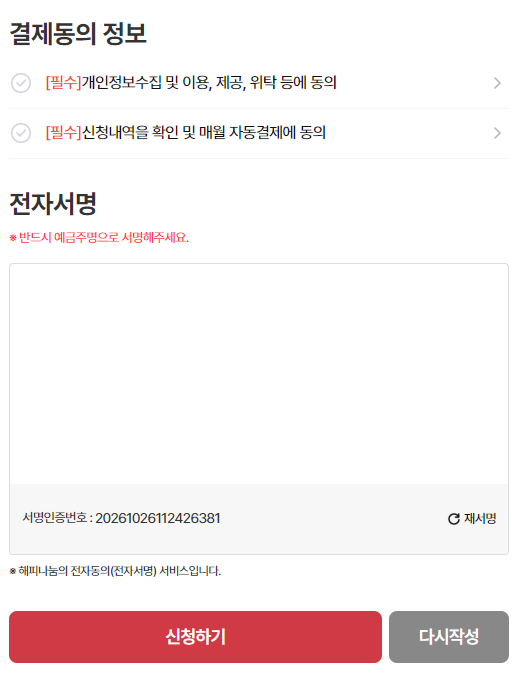 결제동의 정보
[필수]개인정보수집 및 이용, 제공, 위탁 등에 동의
[필수]신청내역을 확인 및 매월 자동결제에 동의
전자서명
※ 반드시 예금주명으로 서명해주세요.
서명인증번호 : 20261026112426381
재서명
※ 해피나눔의 전자동의(전자서명) 서비스입니다.
신청하기
다시작성